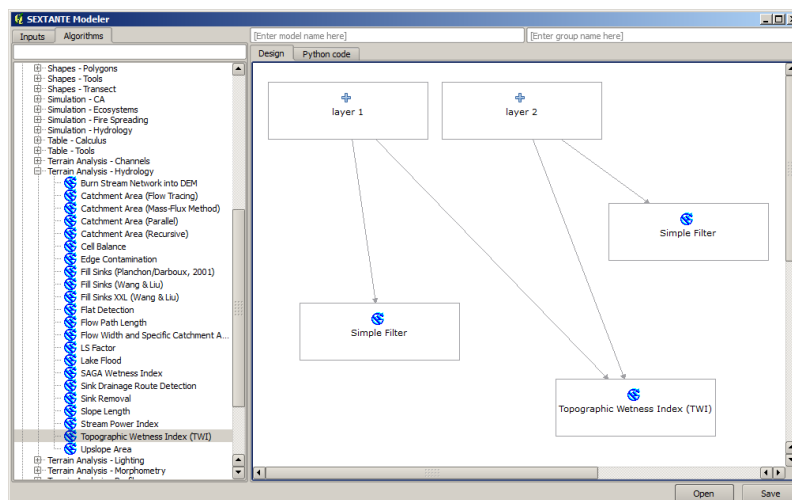 SEXTANTE Modeler
Inputs
Algorithms
[Enter model name here]
[Enter group name here]
Design
Python code
Shapes - Polygons
Shapes - Tools
Shapes - Transect
Simulation - CA
Simulation - Ecosystems
Simulation - Fire Spreading
Simulation - Hydrology
Table - Calculus
Table - Tools
Terrain Analysis - Channels
Terrain Analysis - Hydrology
Burn Stream Network into DEM
Catchment Area (Flow Tracing)
Catchment Area (Mass-Flux Method)
Catchment Area (Parallel)
Catchment Area (Recursive)
Cell Balance
Edge Contamination
Fill Sinks (Planchon/Darboux, 2001)
Fill Sinks (Wang & Liu)
Fill Sinks XXL (Wang & Liu)
Flat Detection
Flow Path Length
Flow Width and Specific Catchment A...
LS Factor
Lake Flood
SAGA Wetness Index
Sink Drainage Route Detection
Sink Removal
Slope Length
Stream Power Index
Topographic Wetness Index (TWI)
Upslope Area
Terrain Analysis - Lighting
Terrain Analysis - Morphometry
layer 1
layer 2
Simple Filter
Simple Filter
Topographic Wetness Index (TWI)
Open
Save